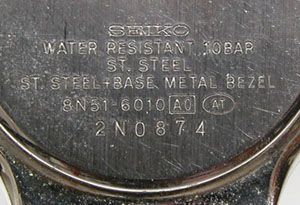 SEIKO
WATER RESISTANT 10BAR
ST. STEEL
ST. STEEL+BASE METAL BEZEL
8N51-6010 A0 AT
2N0874